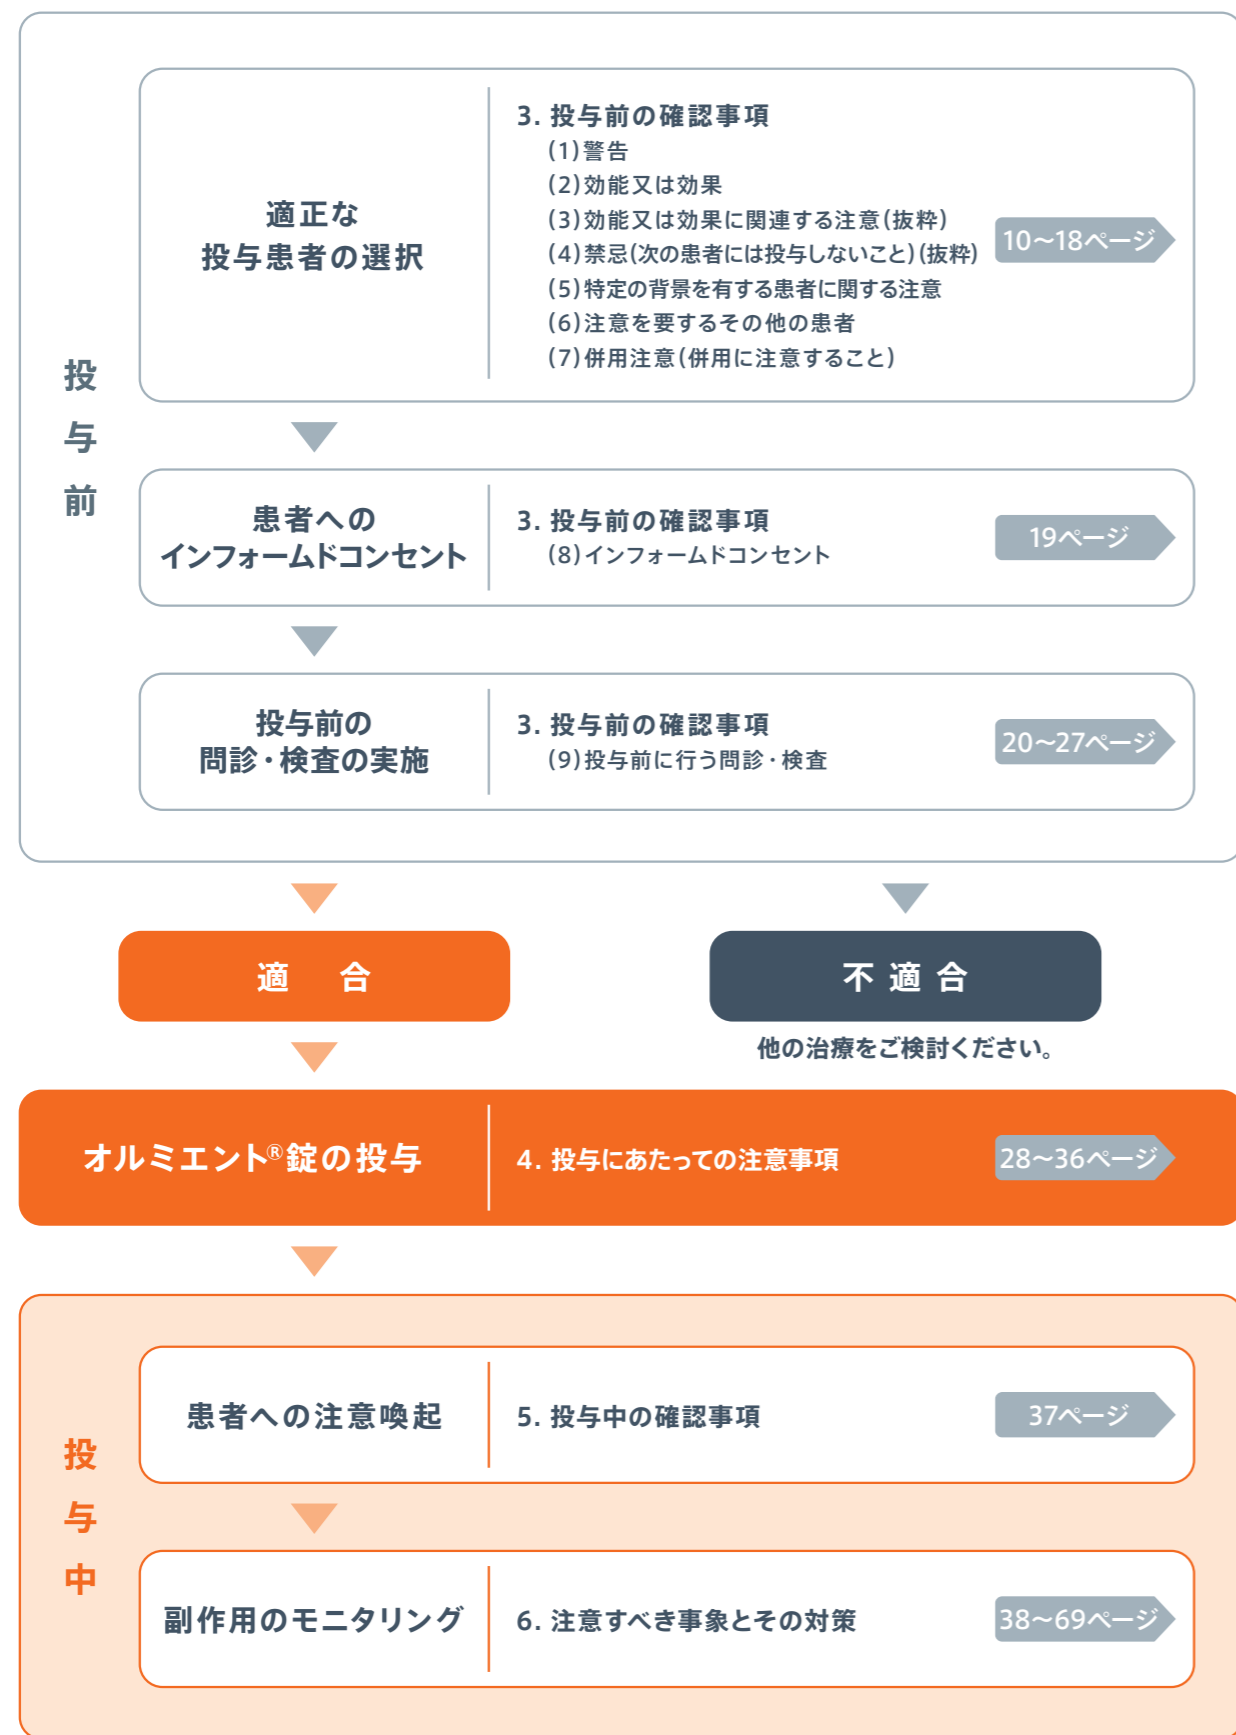 投与前
適正な
投与患者の選択
3. 投与前の確認事項
(1)警告
(2)効能又は効果
(3)効能又は効果に関連する注意(抜粋)
(4)禁忌(次の患者には投与しないこと)(抜粋)
(5)特定の背景を有する患者に関する注意
(6)注意を要するその他の患者
(7)併用注意(併用に注意すること)
10〜18ページ
患者への
インフォームドコンセント
3. 投与前の確認事項
(8)インフォームドコンセント
19ページ
投与前の
問診・検査の実施
3. 投与前の確認事項
(9)投与前に行う問診・検査
20〜27ページ
適 合
不適合
他の治療をご検討ください。
オルミエント®錠の投与
4. 投与にあたっての注意事項
28〜36ページ
投与中
患者への注意喚起
5. 投与中の確認事項
37ページ
副作用のモニタリング
6. 注意すべき事象とその対策
38〜69ページ